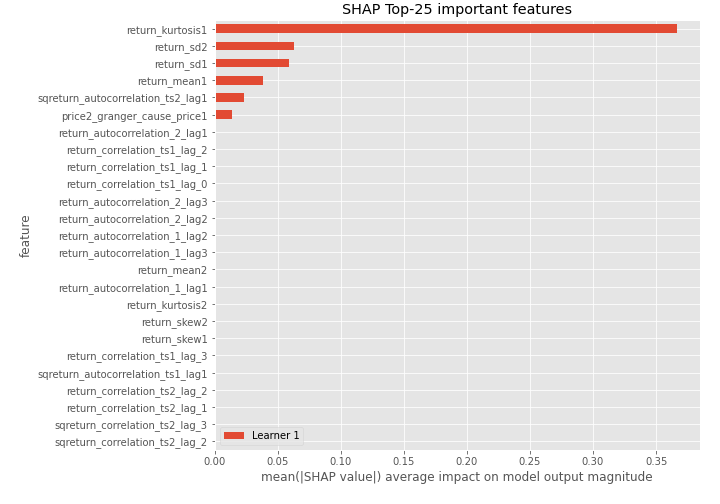 SHAP Top-25 important features
return_kurtosis1
return_sd2
return_sd1
return_mean1
sqreturn_autocorrelation_ts2_lag1
price2_granger_cause_price1
return_autocorrelation_2_lag1
return_correlation_ts1_lag_2
return_correlation_ts1_lag_1
return_correlation_ts1_lag_0
return_autocorrelation_2_lag3
return_autocorrelation_2_lag2
return_autocorrelation_1_lag2
return_autocorrelation_1_lag3
return_mean2
return_autocorrelation_1_lag1
return_kurtosis2
return_skew2
return_skew1
return_correlation_ts1_lag_3
sqreturn_autocorrelation_ts1_lag1
return_correlation_ts2_lag_2
return_correlation_ts2_lag_1
sqreturn_correlation_ts2_lag_3
sqreturn_correlation_ts2_lag_2
feature
Learner 1
0.00 0.05 0.10 0.15 0.20 0.25 0.30 0.35
mean(|SHAP value|) average impact on model output magnitude